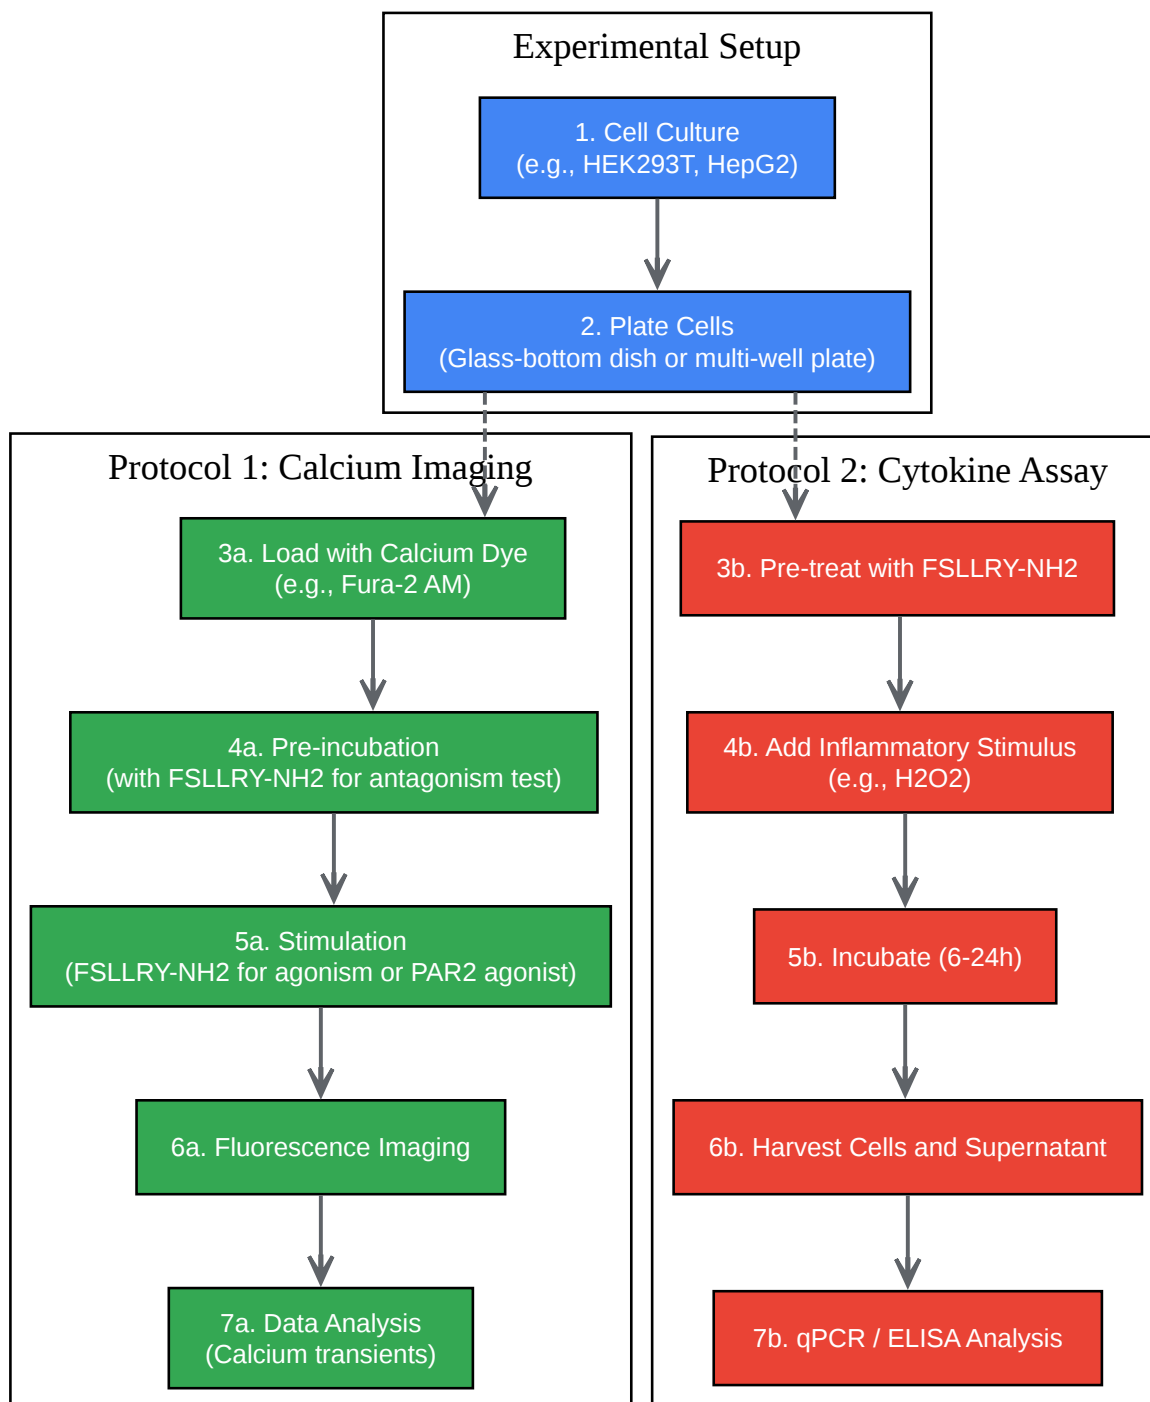 Experimental Setup
1. Cell Culture
(e.g., HEK293T, HepG2)
2. Plate Cells
(Glass-bottom dish or multi-well plate)
Protocol 1: Calcium Imaging
3a. Load with Calcium Dye
(e.g., Fura-2 AM)
4a. Pre-incubation
(with FSLLRY-NH2 for antagonism test)
5a. Stimulation
(FSLLRY-NH2 for agonism or PAR2 agonist)
6a. Fluorescence Imaging
7a. Data Analysis
(Calcium transients)
Protocol 2: Cytokine Assay
3b. Pre-treat with FSLLRY-NH2
4b. Add Inflammatory Stimulus
(e.g., H2O2)
5b. Incubate (6-24h)
6b. Harvest Cells and Supernatant
7b. qPCR / ELISA Analysis